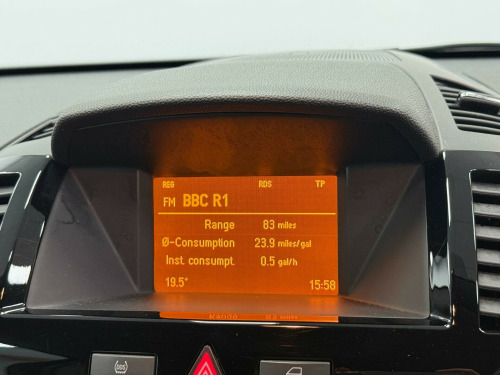 REG RDS TP
FM BBC R1
Range 83 miles
Ø-Consumption 23.9 miles/gal
Inst consumpt. 0.5 gal/h
19.5° 15:58